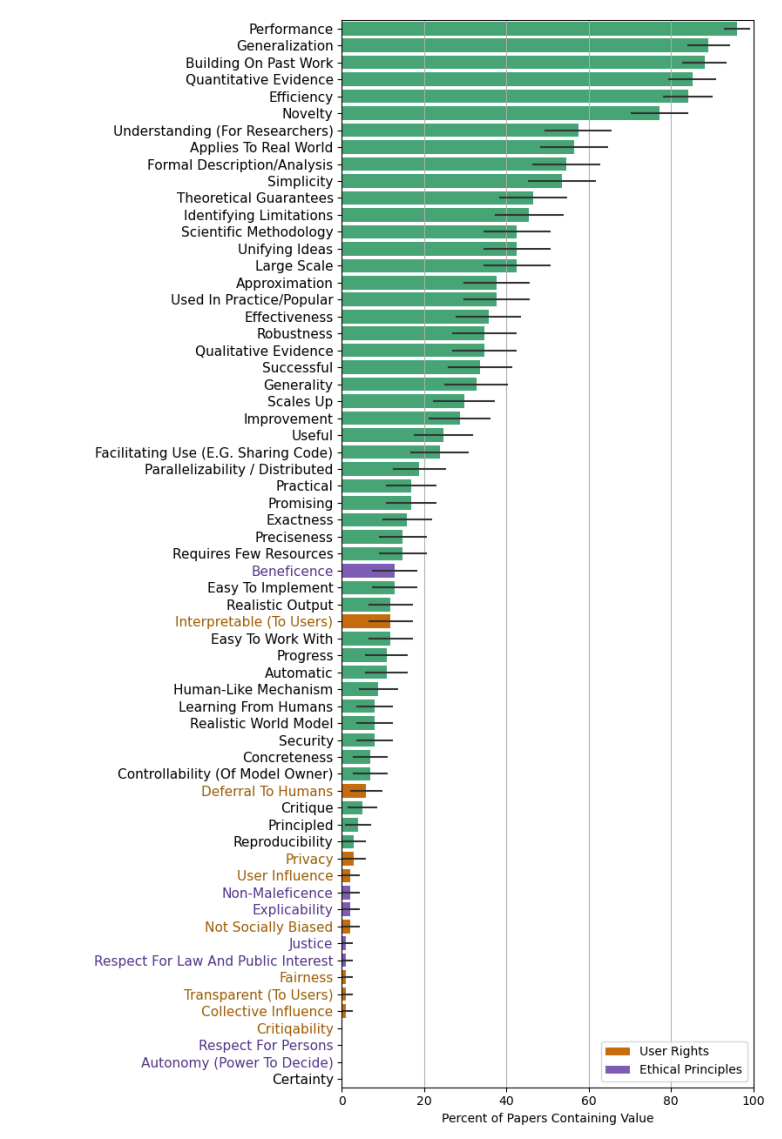 Performance
Generalization
Building On Past Work
Quantitative Evidence
Efficiency
Novelty
Understanding (For Researchers)
Applies To Real World
Formal Description/Analysis
Simplicity
Theoretical Guarantees
Identifying Limitations
Scientific Methodology
Unifying Ideas
Large Scale
Approximation
Used In Practice/Popular
Effectiveness
Robustness
Qualitative Evidence
Successful
Generality
Scales Up
Improvement
Useful
Facilitating Use (E.G. Sharing Code)
Parallelizability / Distributed
Practical
Promising
Exactness
Preciseness
Requires Few Resources
Beneficence
Easy To Implement
Realistic Output
Interpretable (To Users)
Easy To Work With
Progress
Automatic
Human-Like Mechanism
Learning From Humans
Realistic World Model
Security
Concreteness
Controllability (Of Model Owner)
Deferral To Humans
Critique
Principled
Reproducibility
Privacy
User Influence
Non-Maleficence
Explicability
Not Socially Biased
Justice
Respect For Law And Public Interest
Fairness
Transparent (To Users)
Collective Influence
Critiqability
Respect For Persons
Autonomy (Power To Decide)
Certainty
User Rights
Ethical Principles
0 20 40 60 80 100
Percent of Papers Containing Value